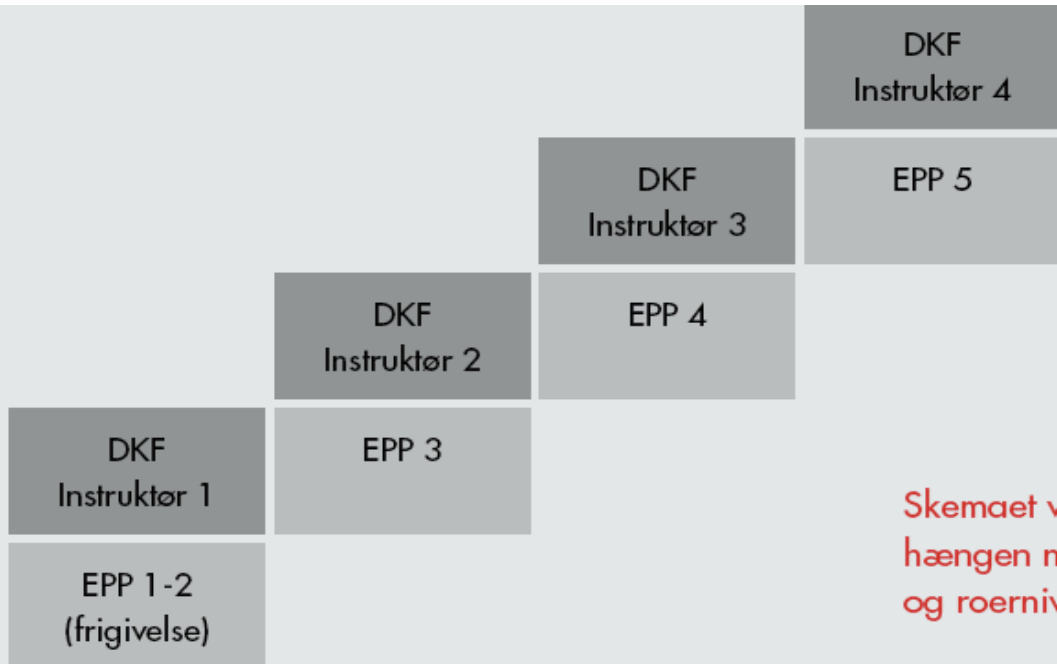 DKF
Instruktør 4
DKF
Instruktør 3
EPP 5
DKF
Instruktør 2
EPP 4
DKF
Instruktør 1
EPP 3
Skemaet
hængen
og
EPP 1-2
(frigivelse)